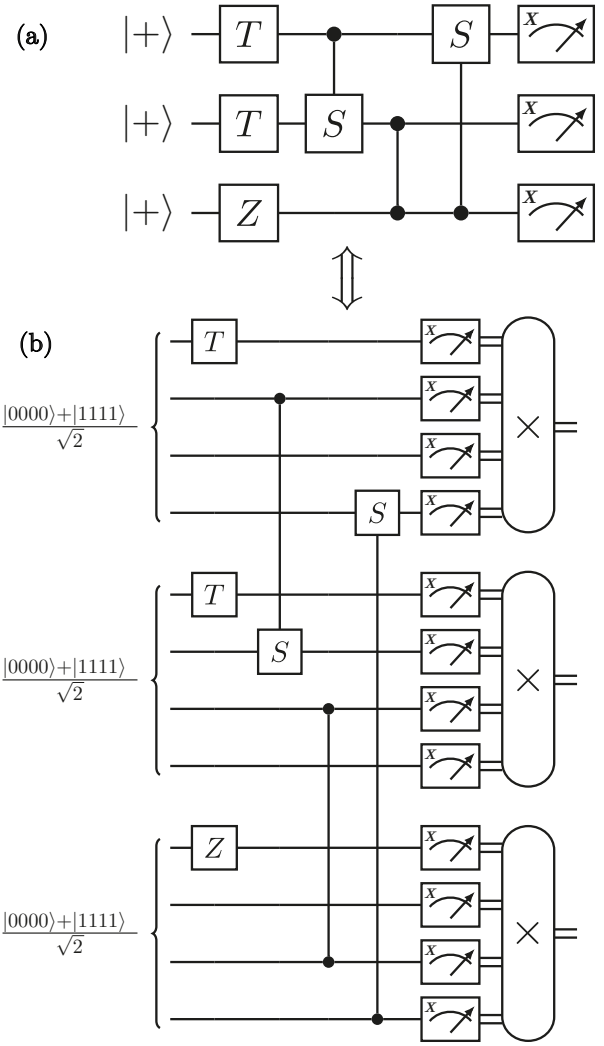 (a)
|+⟩ T S X
|+⟩ T S X
|+⟩ Z X
(b)
T X
|0000⟩+|1111⟩
√2
X
×
X
S X
T X
|0000⟩+|1111⟩
√2
S X
×
X
X
Z X
|0000⟩+|1111⟩
√2
X
×
X
X